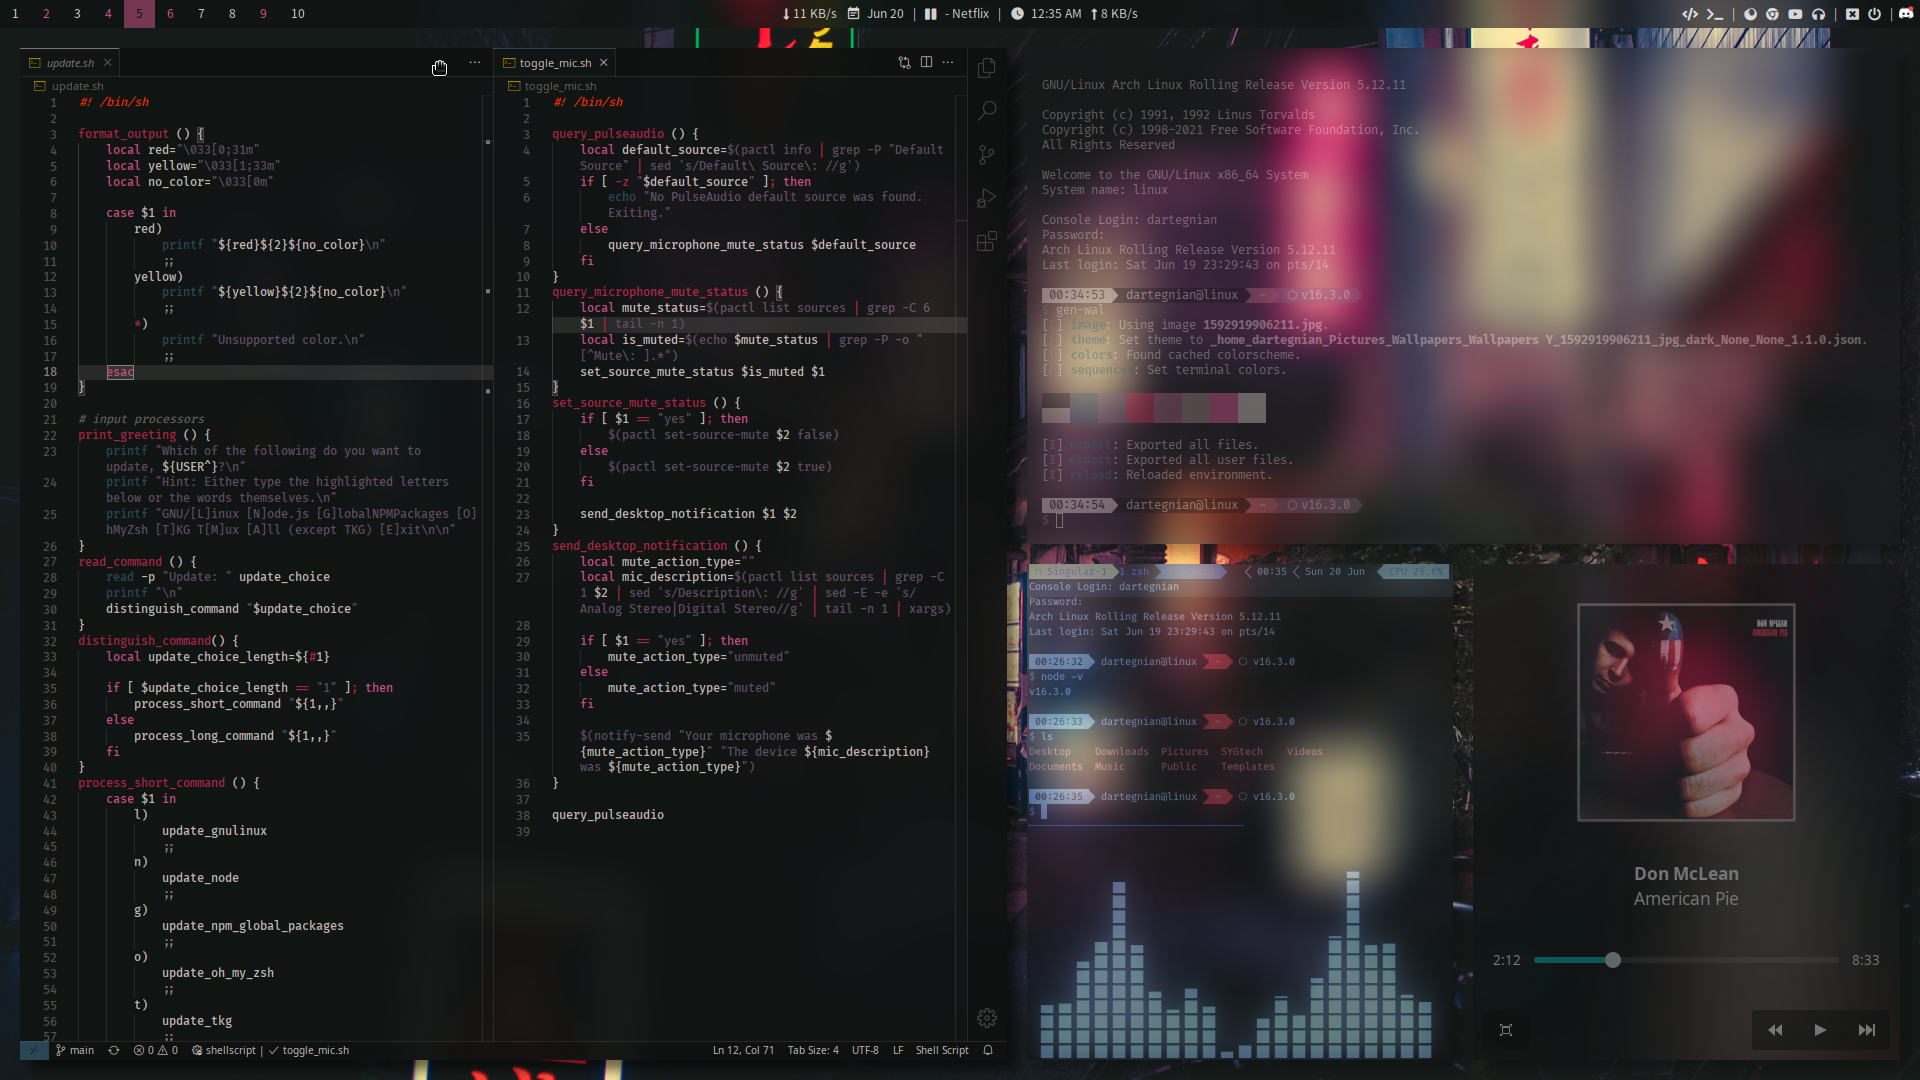 1 2 3 4 5 6 7 8 9 10
11 KB/s Jun 20 | - Netflix | 12:35 AM 8 KB/s
update.sh
update.sh
1 #! /bin/sh
2
3 format_output () {
4 local red="\033[0;31m"
5 local yellow="\033[1;33m"
6 local no_color="\033[0m"
7
8 case $1 in
9 red)
10 printf "${red}${2}${no_color}\n"
11 ;;
12 yellow)
13 printf "${yellow}${2}${no_color}\n"
14 ;;
15 *)
16 printf "Unsupported color.\n"
17 ;;
18 esac
19 }
20
21 # input processors
22 print_greeting () {
23 printf "Which of the following do you want to
update, ${USER^}?\n"
24 printf "Hint: Either type the highlighted letters
below or the words themselves.\n"
25 printf "GNU/[L]inux [N]ode.js [G]lobalNPMPackages [O]
hMyZsh [T]KG T[M]ux [A]ll (except TKG) [E]xit\n\n"
26 }
27 read_command () {
28 read -p "Update: " update_choice
29 printf "\n"
30 distinguish_command "$update_choice"
31 }
32 distinguish_command() {
33 local update_choice_length=${#1}
34
35 if [ $update_choice_length == "1" ]; then
36 process_short_command "${1,,}"
37 else
38 process_long_command "${1,,}"
39 fi
40 }
41 process_short_command () {
42 case $1 in
43 l)
44 update_gnulinux
45 ;;
46 n)
47 update_node
48 ;;
49 g)
50 update_npm_global_packages
51 ;;
52 o)
53 update_oh_my_zsh
54 ;;
55 t)
56 update_tkg
57 ;;
toggle_mic.sh
toggle_mic.sh
1 #! /bin/sh
2
3 query_pulseaudio () {
4 local default_source=$(pactl info | grep -P "Default
Source" | sed 's/Default\ Source\: //g')
5 if [ -z "$default_source" ]; then
6 echo "No PulseAudio default source was found.
Exiting."
7 else
8 query_microphone_mute_status $default_source
9 fi
10 }
11 query_microphone_mute_status () {
12 local mute_status=$(pactl list sources | grep -C 6
$1 | tail -n 1)
13 local is_muted=$(echo $mute_status | grep -P -o "
[^Mute\: ].*")
14 set_source_mute_status $is_muted $1
15 }
16 set_source_mute_status () {
17 if [ $1 == "yes" ]; then
18 $(pactl set-source-mute $2 false)
19 else
20 $(pactl set-source-mute $2 true)
21 fi
22
23 send_desktop_notification $1 $2
24 }
25 send_desktop_notification () {
26 local mute_action_type=""
27 local mic_description=$(pactl list sources | grep -C
1 $2 | sed 's/Description\: //g' | sed -E -e 's/
Analog Stereo|Digital Stereo//g' | tail -n 1 | xargs)
28
29 if [ $1 == "yes" ]; then
30 mute_action_type="unmuted"
31 else
32 mute_action_type="muted"
33 fi
34
35 $(notify-send "Your microphone was $
{mute_action_type}" "The device ${mic_description}
was ${mute_action_type}")
36 }
37
38 query_pulseaudio
39
main 0 0 shellscript | toggle_mic.sh
Ln 12, Col 71 Tab Size: 4 UTF-8 LF Shell Script
GNU/Linux Arch Linux Rolling Release Version 5.12.11
Copyright (c) 1991, 1992 Linus Torvalds
Copyright (c) 1998-2021 Free Software Foundation, Inc.
All Rights Reserved
Welcome to the GNU/Linux x86_64 System
System name: linux
Console Login: dartegnian
Password:
Arch Linux Rolling Release Version 5.12.11
Last login: Sat Jun 19 23:29:43 on pts/14
00:34:53 dartegnian@linux ~ v16.3.0
$ gen-wal
[I] image: Using image 1592919906211.jpg.
[I] theme: Set theme to _home_dartegnian_Pictures_Wallpapers_Wallpapers Y_1592919906211_jpg_dark_None_None_1.1.0.json.
[I] colors: Found cached colorscheme.
[I] sequences: Set terminal colors.
[I] export: Exported all files.
[I] export: Exported all user files.
[I] reload: Reloaded environment.
00:34:54 dartegnian@linux ~ v16.3.0
$
Singular-1 1 zsh 00:35 Sun 20 Jun CPU 25.6%
Console Login: dartegnian
Password:
Arch Linux Rolling Release Version 5.12.11
Last login: Sat Jun 19 23:29:43 on pts/14
00:26:32 dartegnian@linux ~ v16.3.0
$ node -v
v16.3.0
00:26:33 dartegnian@linux ~ v16.3.0
$ ls
Desktop Downloads Pictures SYGtech Videos
Documents Music Public Templates
00:26:35 dartegnian@linux ~ v16.3.0
$
DON McLEAN
AMERICAN PIE
Don McLean
American Pie
2:12 8:33